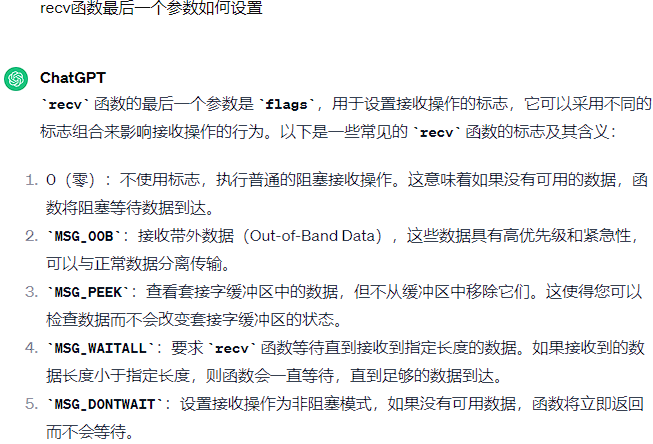 recv函数最后一个参数如何设置
ChatGPT
`recv` 函数的最后一个参数是 `flags`，用于设置接收操作的标志，它可以采用不同的
标志组合来影响接收操作的行为。以下是一些常见的 `recv` 函数的标志及其含义：
1. 0（零）：不使用标志，执行普通的阻塞接收操作。这意味着如果没有可用的数据，函
数将阻塞等待数据到达。
2. `MSG_OOB`：接收带外数据（Out-of-Band Data），这些数据具有高优先级和紧急性，
可以与正常数据分离传输。
3. `MSG_PEEK`：查看套接字缓冲区中的数据，但不从缓冲区中移除它们。这使得您可以
检查数据而不会改变套接字缓冲区的状态。
4. `MSG_WAITALL`：要求 `recv` 函数等待直到接收到指定长度的数据。如果接收到的数
据长度小于指定长度，则函数会一直等待，直到足够的数据到达。
5. `MSG_DONTWAIT`：设置接收操作为非阻塞模式，如果没有可用数据，函数将立即返回
而不会等待。